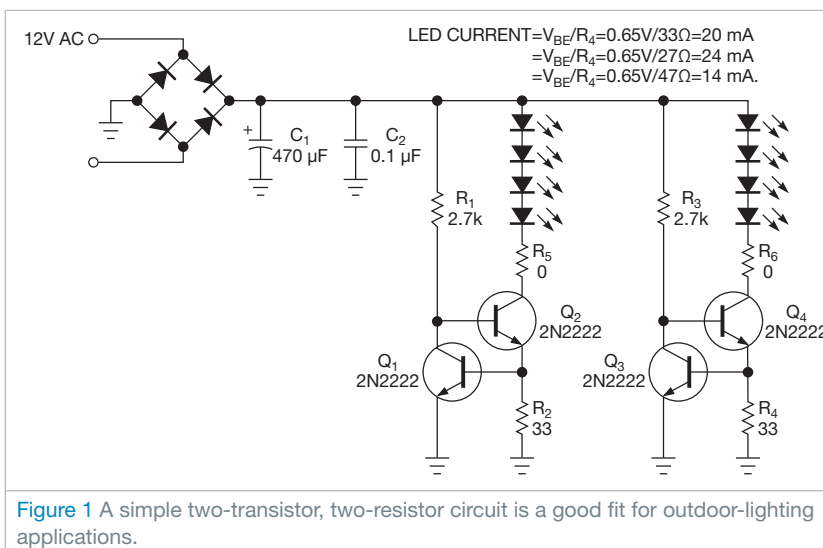 12V AC
LED CURRENT=V_BE/R₄=0.65V/33Ω=20 mA
=V_BE/R₄=0.65V/27Ω=24 mA
=V_BE/R₄=0.65V/47Ω=14 mA.
+
C₁
470 µF
C₂
0.1 µF
R₁
2.7k
R₃
2.7k
R₅
0
R₆
0
Q₂
2N2222
Q₄
2N2222
Q₁
2N2222
Q₃
2N2222
R₂
33
R₄
33
Figure 1 A simple two-transistor, two-resistor circuit is a good fit for outdoor-lighting
applications.